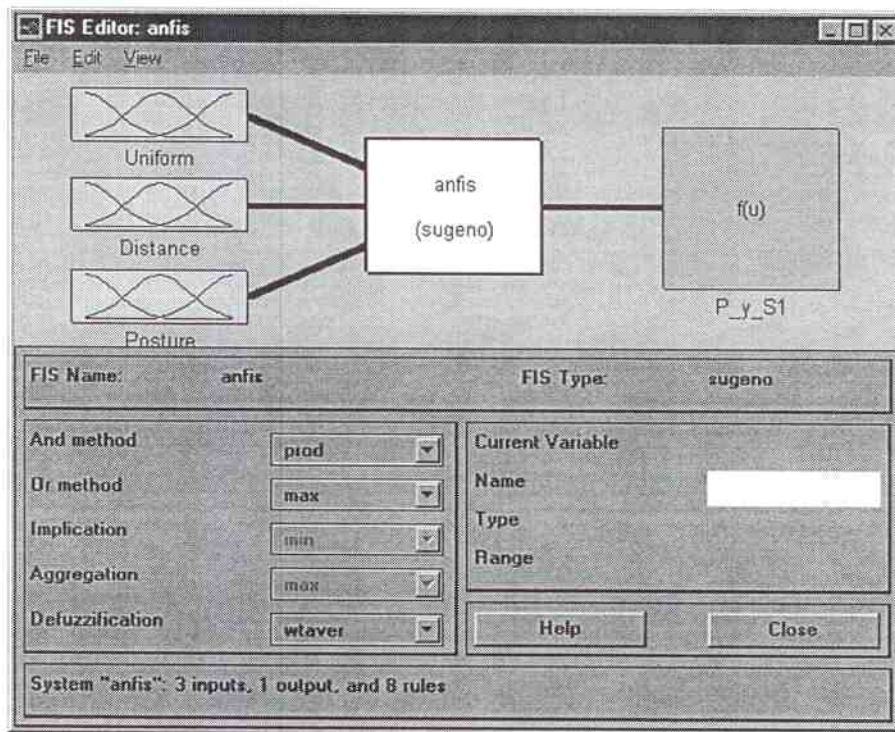 FIS Editor: anfis
File Edit View
Uniform
Distance
Posture
anfis
(sugeno)
f(u)
P_y_S1
FIS Name: anfis FIS Type: sugeno
And method prod
Or method max
Implication min
Aggregation max
Defuzzification wtaver
Current Variable
Name
Type
Range
Help Close
System "anfis": 3 inputs, 1 output, and 8 rules